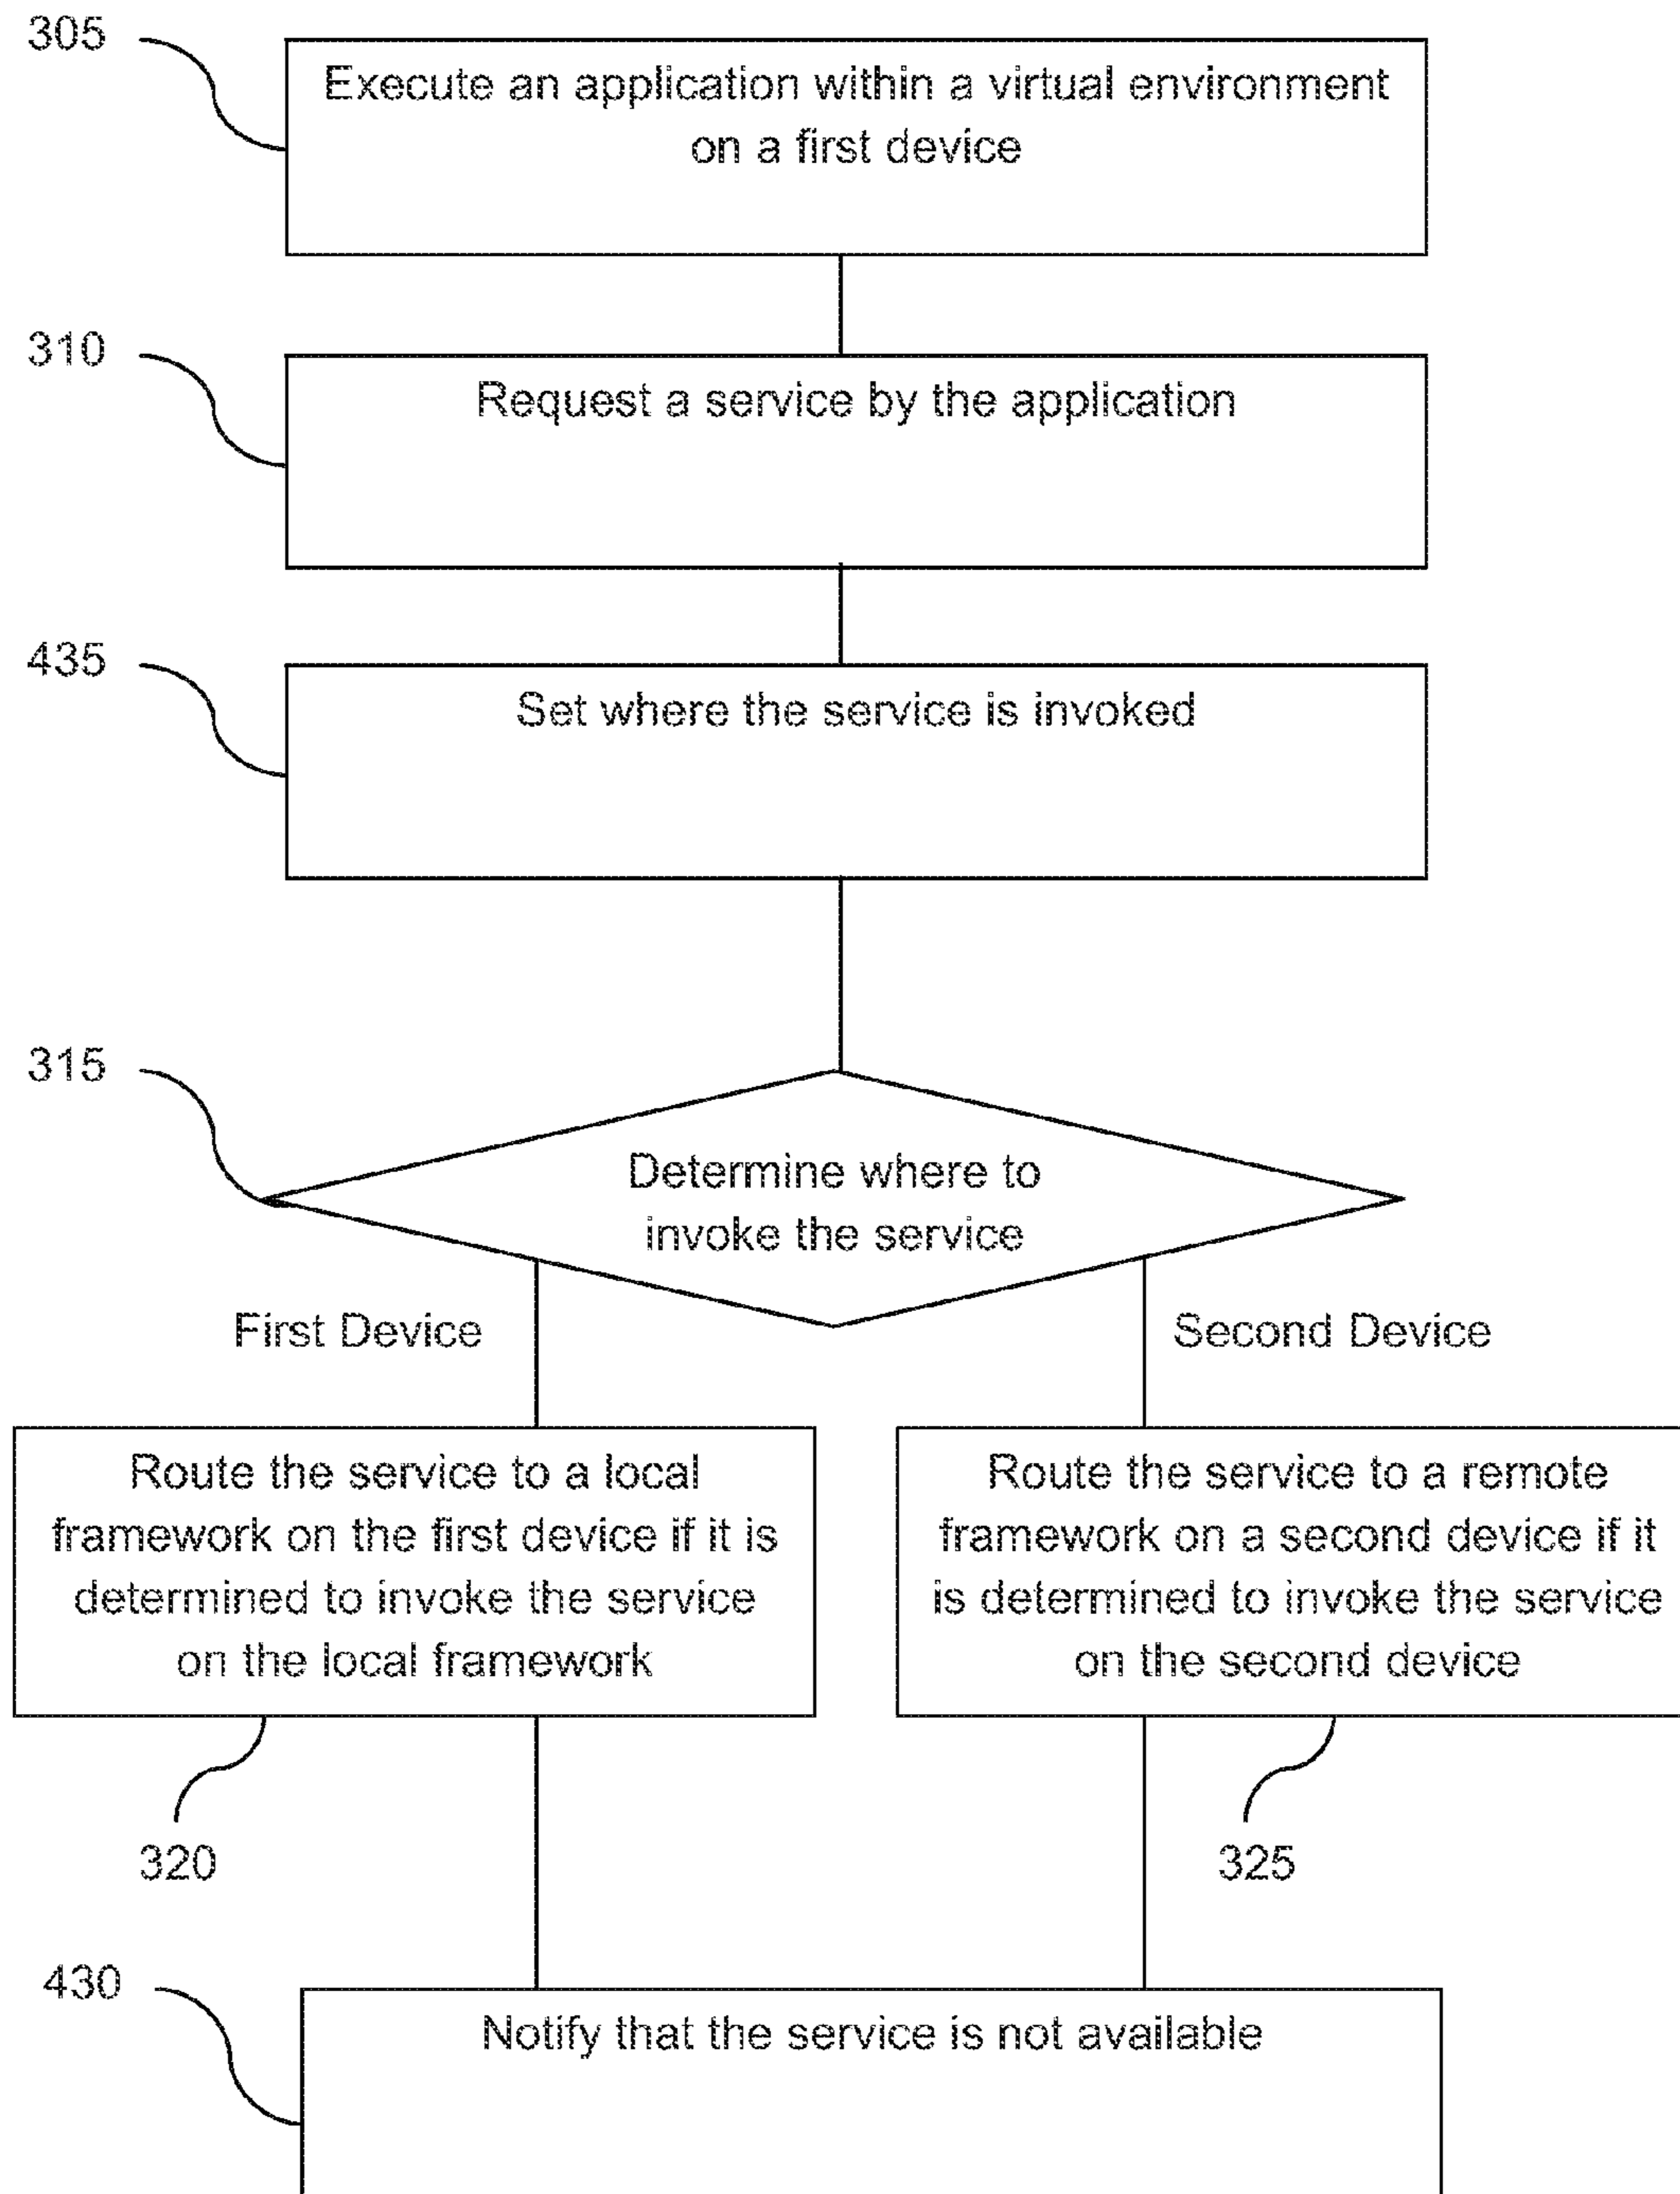 305
Execute an application within a virtual environment
on a first device
310
Request a service by the application
435
Set where the service is invoked
315
Determine where to
invoke the service
First Device
Second Device
Route the service to a local
framework on the first device if it is
determined to invoke the service
on the local framework
Route the service to a remote
framework on a second device if it
is determined to invoke the service
on the second device
320
325
430
Notify that the service is not available